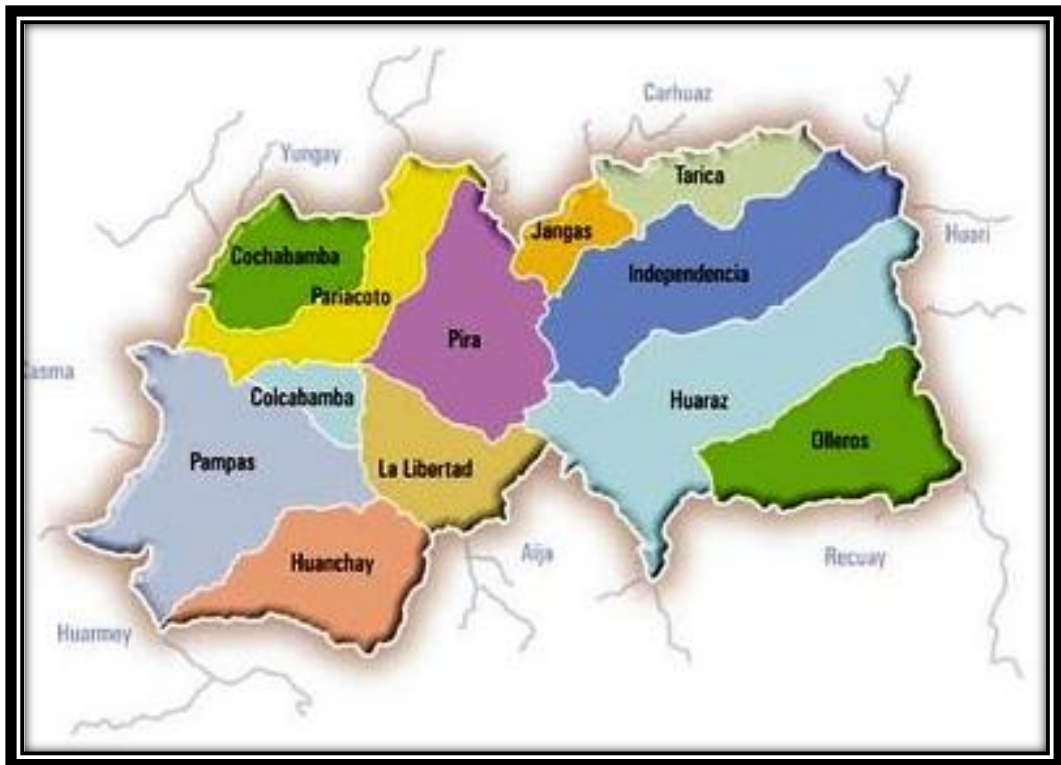 Carhuaz
Yungay
Tarica
Jangas
Huari
Cochabamba
Independencia
Pariacoto
Pira
Casma
Colcabamba
Huaraz
Olleros
Pampas
La Libertad
Aija
Recuay
Huanchay
Huarmey